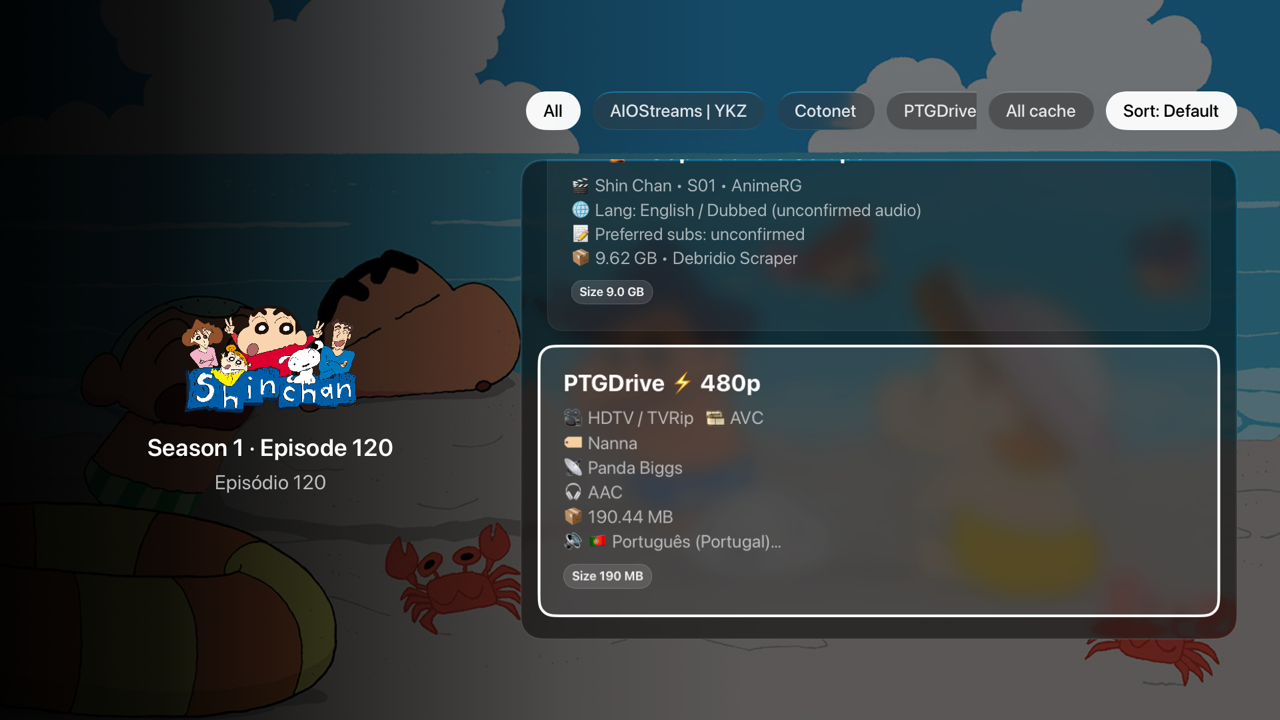 All
AIOStreams | YKZ
Cotonet
PTGDrive
All cache
Sort: Default
Shin Chan • S01 • AnimeRG
Lang: English / Dubbed (unconfirmed audio)
Preferred subs: unconfirmed
9.62 GB • Debridio Scraper
Size 9.0 GB
Shin chan
Season 1 · Episode 120
Episódio 120
PTGDrive ⚡ 480p
HDTV / TVRip AVC
Nanna
Panda Biggs
AAC
190.44 MB
Português (Portugal)...
Size 190 MB